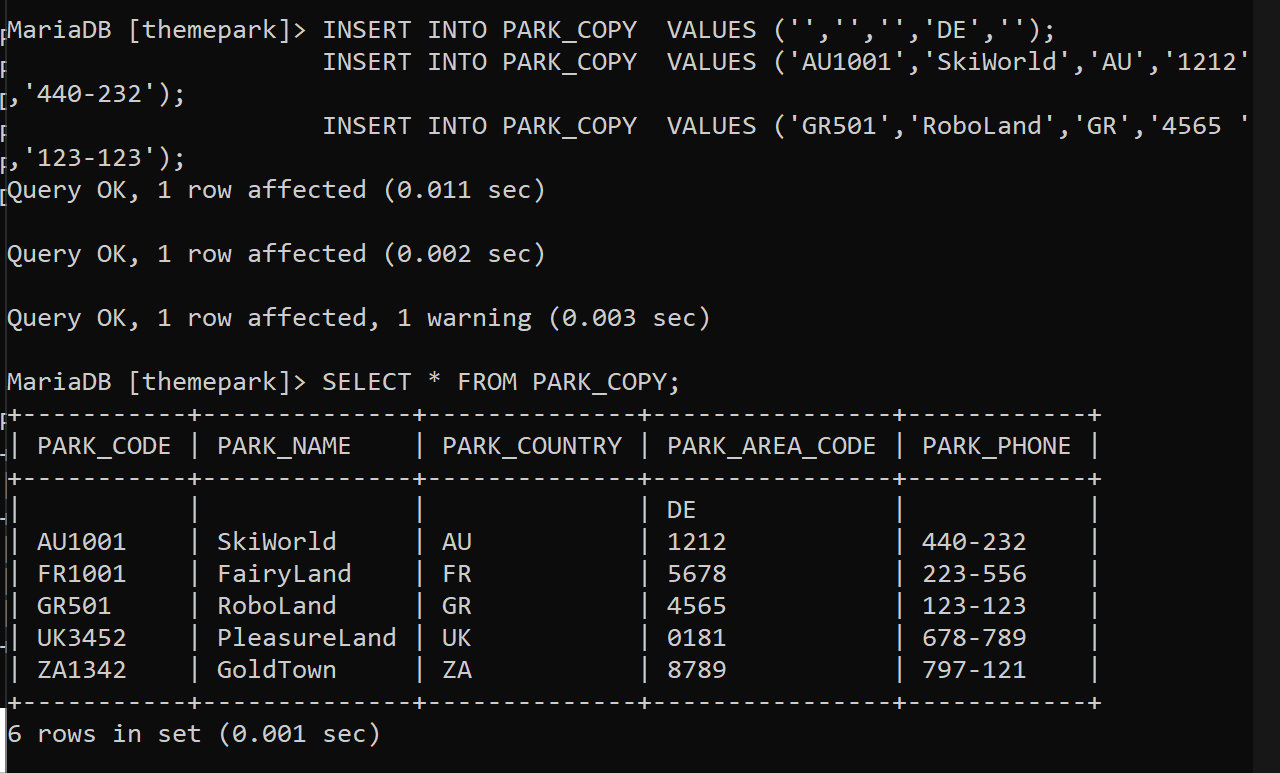 MariaDB [themepark]> INSERT INTO PARK_COPY  VALUES ('','','','DE','');
                     INSERT INTO PARK_COPY  VALUES ('AU1001','SkiWorld','AU','1212'
,'440-232');
                     INSERT INTO PARK_COPY  VALUES ('GR501','RoboLand','GR','4565 '
,'123-123');
Query OK, 1 row affected (0.011 sec)

Query OK, 1 row affected (0.002 sec)

Query OK, 1 row affected, 1 warning (0.003 sec)

MariaDB [themepark]> SELECT * FROM PARK_COPY;
+-----------+--------------+--------------+----------------+------------+
| PARK_CODE | PARK_NAME    | PARK_COUNTRY | PARK_AREA_CODE | PARK_PHONE |
+-----------+--------------+--------------+----------------+------------+
|           |              |              | DE             |            |
| AU1001    | SkiWorld     | AU           | 1212           | 440-232    |
| FR1001    | FairyLand    | FR           | 5678           | 223-556    |
| GR501     | RoboLand     | GR           | 4565           | 123-123    |
| UK3452    | PleasureLand | UK           | 0181           | 678-789    |
| ZA1342    | GoldTown     | ZA           | 8789           | 797-121    |
+-----------+--------------+--------------+----------------+------------+
6 rows in set (0.001 sec)